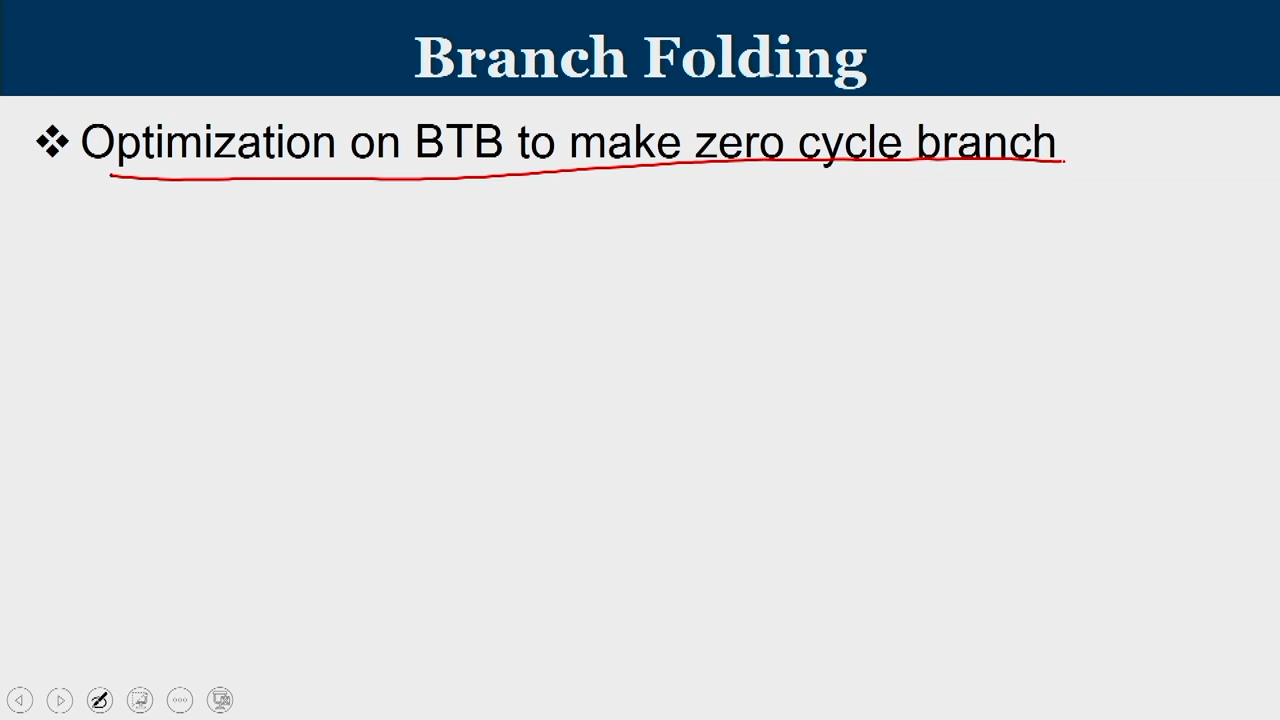 Branch Folding
❖ Optimization on BTB to make zero cycle branch